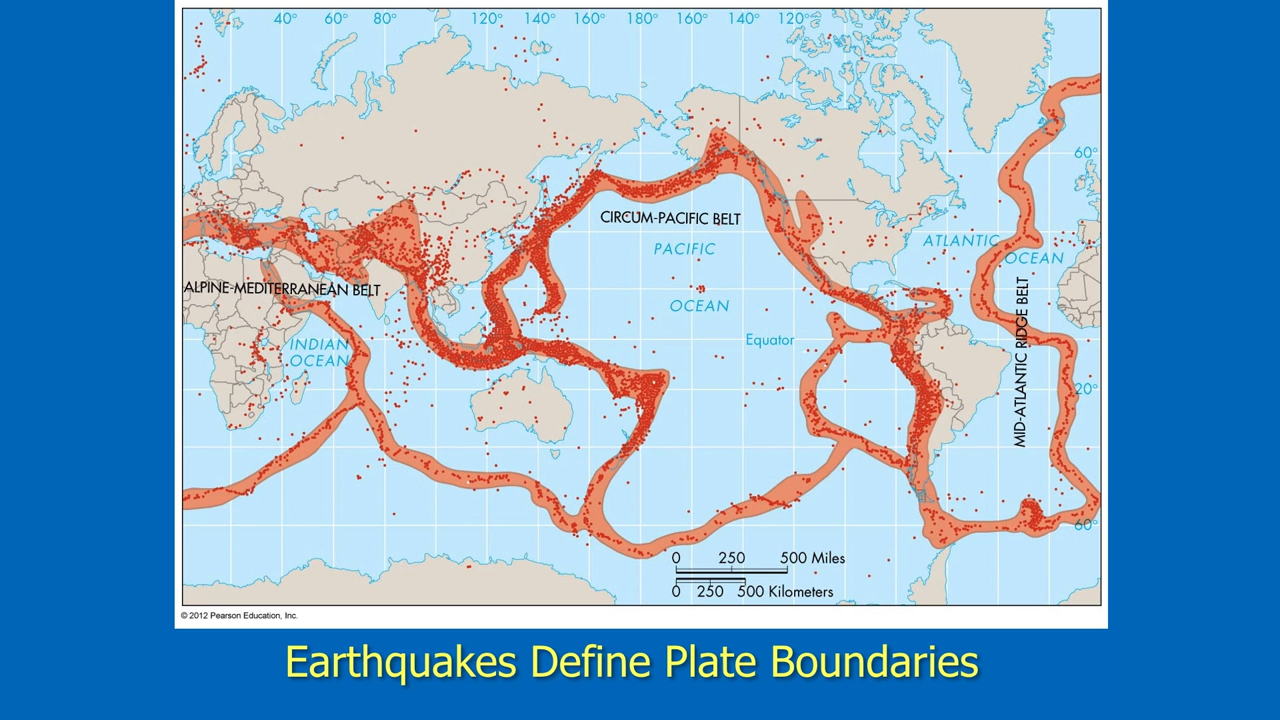 40° 60° 80° 120° 140° 160° 180° 160° 140° 120°
60°
CIRCUM-PACIFIC BELT
PACIFIC
OCEAN
ATLANTIC
OCEAN
ALPINE-MEDITERRANEAN BELT
INDIAN
OCEAN
Equator
MID-ATLANTIC RIDGE BELT
20°
60°
0 250 500 Miles
0 250 500 Kilometers
© 2012 Pearson Education, Inc.
Earthquakes Define Plate Boundaries